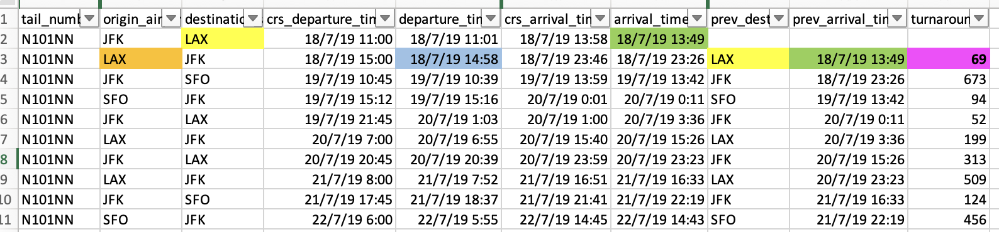 1 tail_numb origin_air destinatio crs_departure_tim departure_tim crs_arrival_tim arrival_time prev_dest prev_arrival_tim turnaroun
2 N101NN JFK LAX 18/7/19 11:00 18/7/19 11:01 18/7/19 13:58 18/7/19 13:49
3 N101NN LAX JFK 18/7/19 15:00 18/7/19 14:58 18/7/19 23:46 18/7/19 23:26 LAX 18/7/19 13:49 69
4 N101NN JFK SFO 19/7/19 10:45 19/7/19 10:39 19/7/19 13:59 19/7/19 13:42 JFK 18/7/19 23:26 673
5 N101NN SFO JFK 19/7/19 15:12 19/7/19 15:16 20/7/19 0:01 20/7/19 0:11 SFO 19/7/19 13:42 94
6 N101NN JFK LAX 19/7/19 21:45 20/7/19 1:03 20/7/19 1:00 20/7/19 3:36 JFK 20/7/19 0:11 52
7 N101NN LAX JFK 20/7/19 7:00 20/7/19 6:55 20/7/19 15:40 20/7/19 15:26 LAX 20/7/19 3:36 199
8 N101NN JFK LAX 20/7/19 20:45 20/7/19 20:39 20/7/19 23:59 20/7/19 23:23 JFK 20/7/19 15:26 313
9 N101NN LAX JFK 21/7/19 8:00 21/7/19 7:52 21/7/19 16:51 21/7/19 16:33 LAX 20/7/19 23:23 509
10 N101NN JFK SFO 21/7/19 17:45 21/7/19 18:37 21/7/19 21:41 21/7/19 22:19 JFK 21/7/19 16:33 124
11 N101NN SFO JFK 22/7/19 6:00 22/7/19 5:55 22/7/19 14:45 22/7/19 14:43 SFO 21/7/19 22:19 456